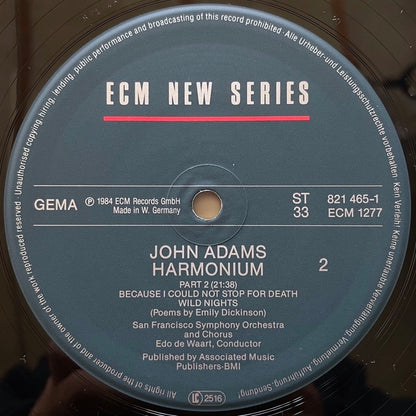 ECM NEW SERIES
GEMA
℗ 1984 ECM Records GmbH
Made in W. Germany
ST
33
821 465-1
ECM 1277
JOHN ADAMS
HARMONIUM
2
PART 2 (21:38)
BECAUSE I COULD NOT STOP FOR DEATH
WILD NIGHTS
(Poems by Emily Dickinson)
San Francisco Symphony Orchestra
and Chorus
Edo de Waart, Conductor
Published by Associated Music
Publishers-BMI
LC 2516
All rights of the producer and of the owner of the work reproduced reserved. Unauthorised copying, hiring, lending, public performance and broadcasting of this record prohibited · Alle Urheber- und Leistungsschutzrechte vorbehalten · Kein Verleih! Keine unerlaubte Vervielfältigung, Vermietung, Aufführung, Sendung!